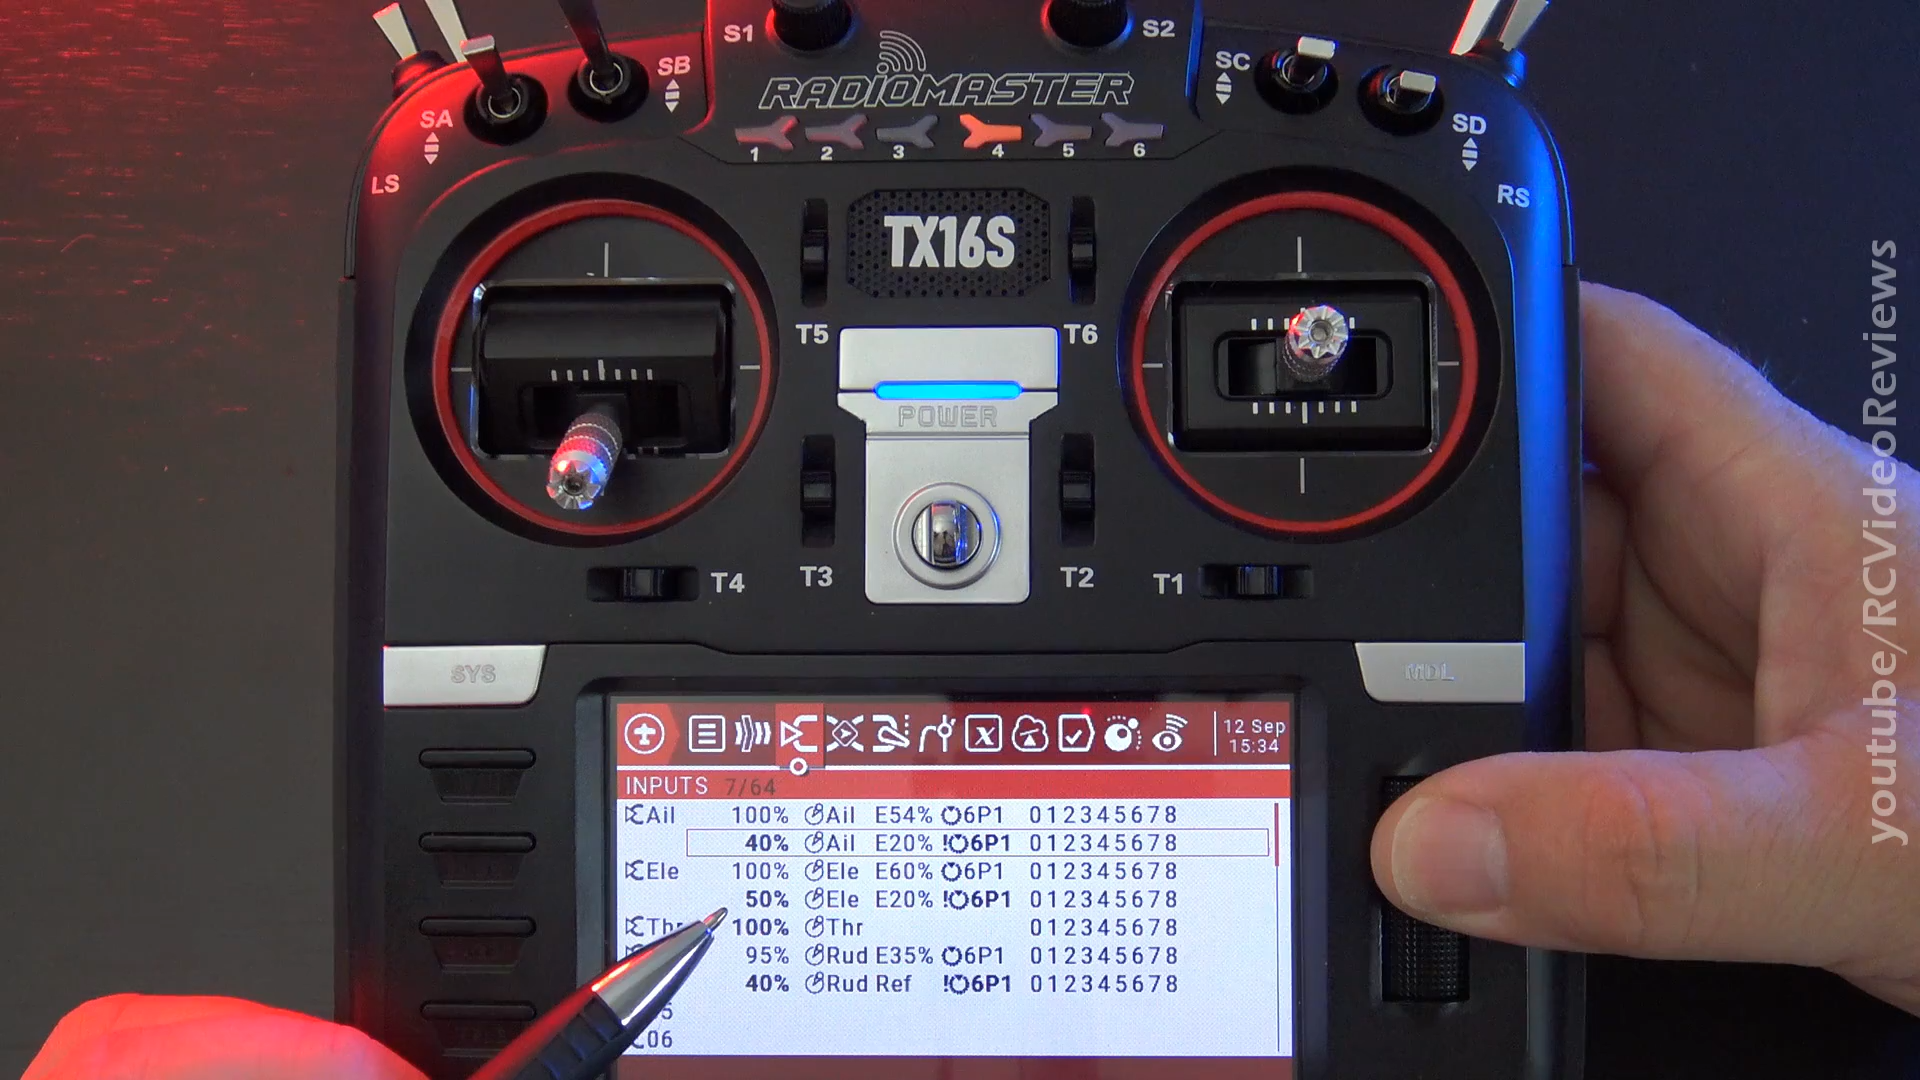 S1
S2
SA
SB
SC
SD
RADIOMASTER
1 2 3 4 5 6
LS
RS
TX16S
T5
T6
POWER
T4
T3
T2
T1
SYS
MDL
12 Sep
15:34
INPUTS 7/64
Ail 100% Ail E54% 6P1 012345678
40% Ail E20% !6P1 012345678
Ele 100% Ele E60% 6P1 012345678
50% Ele E20% !6P1 012345678
Thr 100% Thr 012345678
95% Rud E35% 6P1 012345678
40% Rud Ref !6P1 012345678
06
youtube/RCVideoReviews